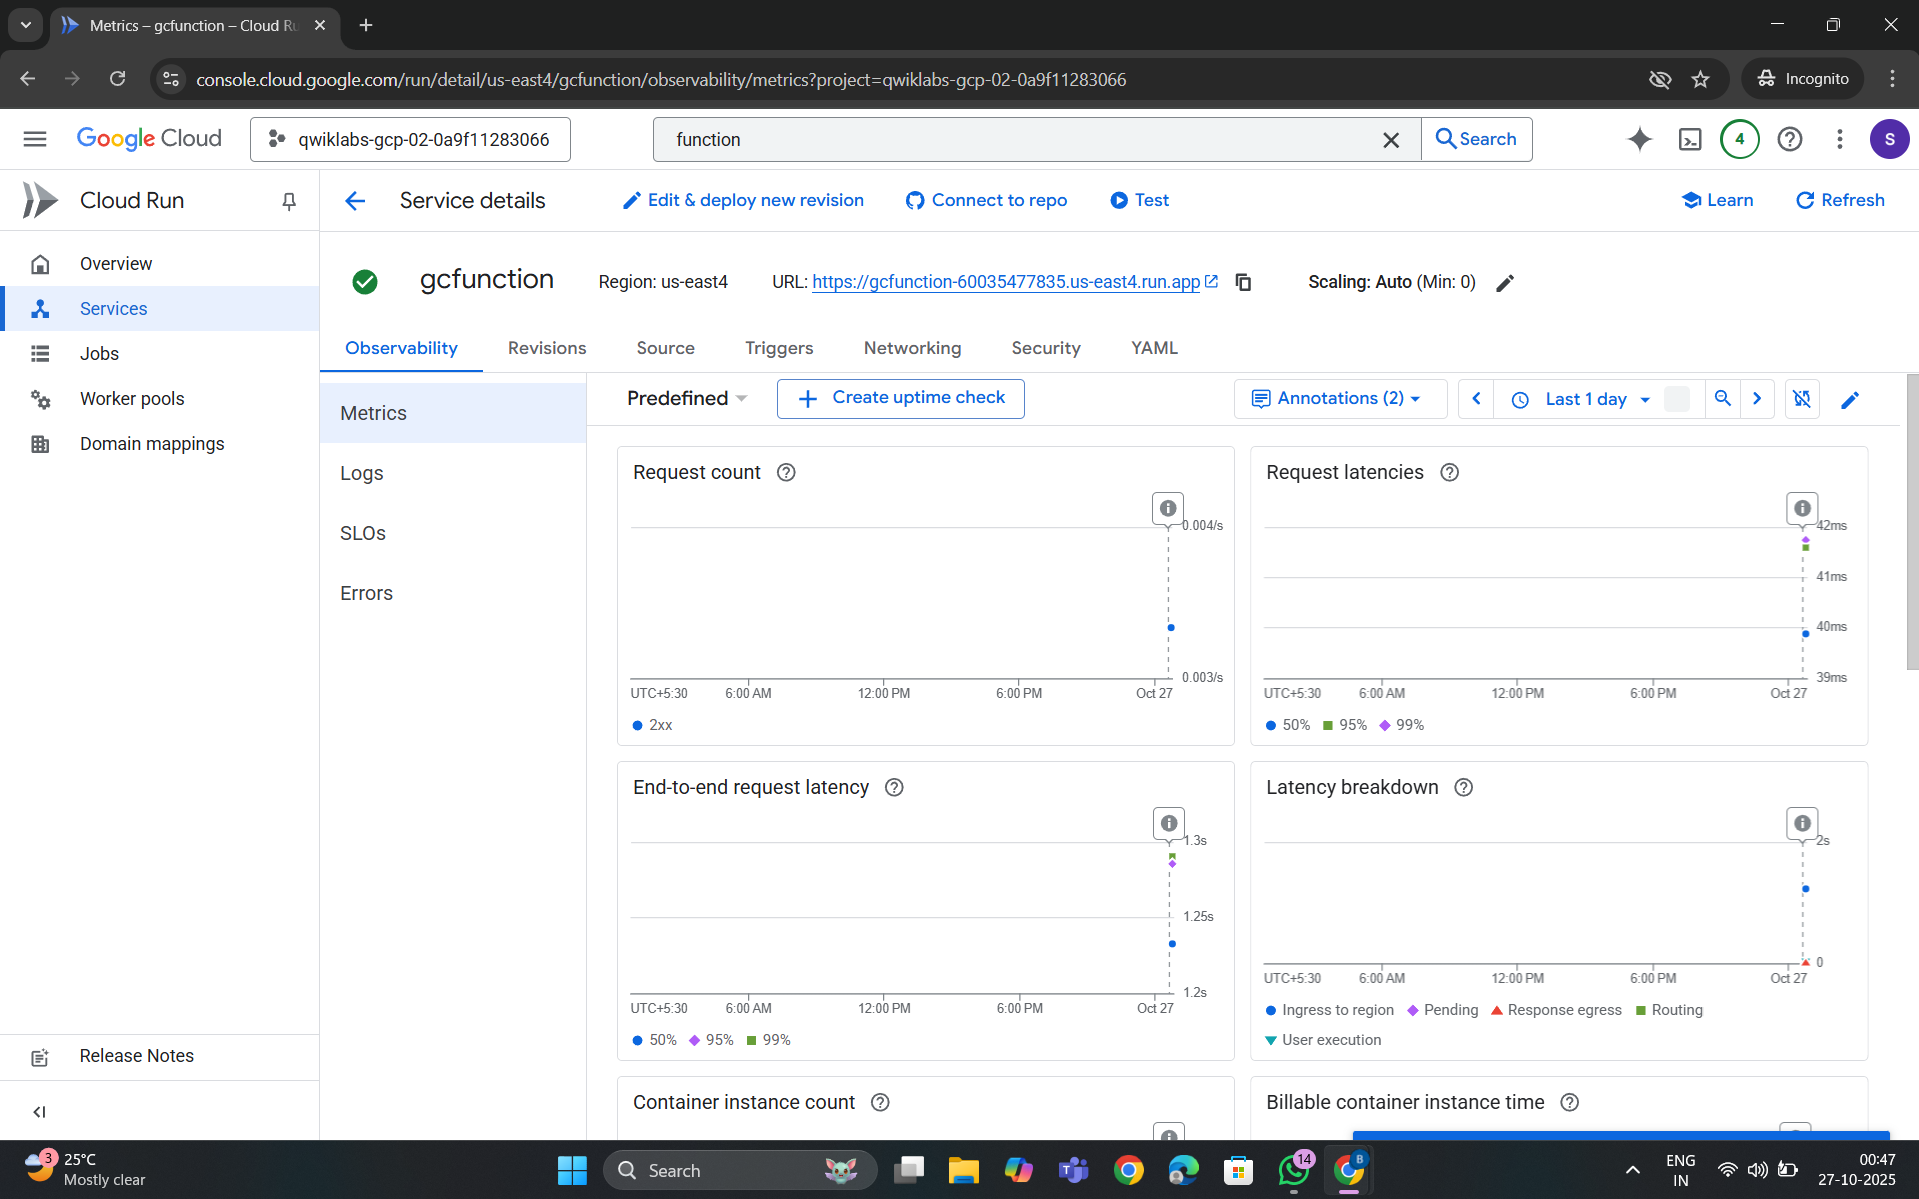 Metrics – gcfunction – Cloud Ru
console.cloud.google.com/run/detail/us-east4/gcfunction/observability/metrics?project=qwiklabs-gcp-02-0a9f11283066
Incognito
Google Cloud
qwiklabs-gcp-02-0a9f11283066
function
Search
4
S
Cloud Run
Service details
Edit & deploy new revision
Connect to repo
Test
Learn
Refresh
Overview
Services
Jobs
Worker pools
Domain mappings
Release Notes
gcfunction
Region: us-east4
URL: https://gcfunction-60035477835.us-east4.run.app
Scaling: Auto (Min: 0)
Observability
Revisions
Source
Triggers
Networking
Security
YAML
Metrics
Logs
SLOs
Errors
Predefined
Create uptime check
Annotations (2)
Last 1 day
Request count
0.004/s
0.003/s
UTC+5:30 6:00 AM 12:00 PM 6:00 PM Oct 27
2xx
Request latencies
42ms
41ms
40ms
39ms
UTC+5:30 6:00 AM 12:00 PM 6:00 PM Oct 27
50% 95% 99%
End-to-end request latency
1.3s
1.25s
1.2s
UTC+5:30 6:00 AM 12:00 PM 6:00 PM Oct 27
50% 95% 99%
Latency breakdown
2s
0
UTC+5:30 6:00 AM 12:00 PM 6:00 PM Oct 27
Ingress to region Pending Response egress Routing
User execution
Container instance count
Billable container instance time
3
25°C
Mostly clear
Search
14
B
ENG
IN
00:47
27-10-2025